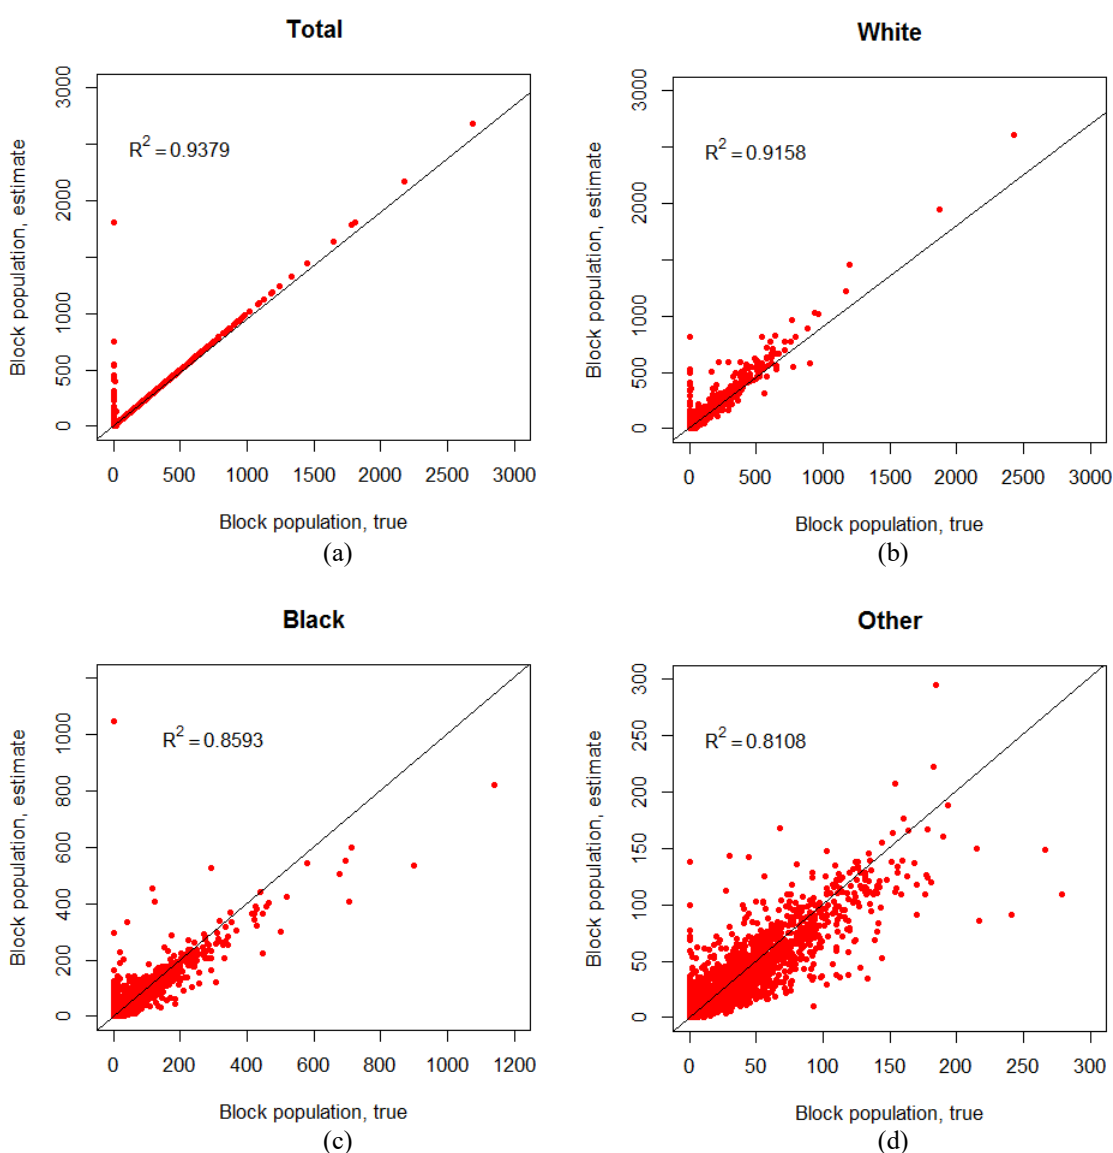 Total
3000
2000
1000
500
0
Block population, estimate
R² = 0.9379
0 500 1000 1500 2000 2500 3000
Block population, true
(a)
White
3000
2000
1000
500
0
Block population, estimate
R² = 0.9158
0 500 1000 1500 2000 2500 3000
Block population, true
(b)
Black
1000
800
600
400
200
0
Block population, estimate
R² = 0.8593
0 200 400 600 800 1000 1200
Block population, true
(c)
Other
300
250
200
150
100
50
0
Block population, estimate
R² = 0.8108
0 50 100 150 200 250 300
Block population, true
(d)